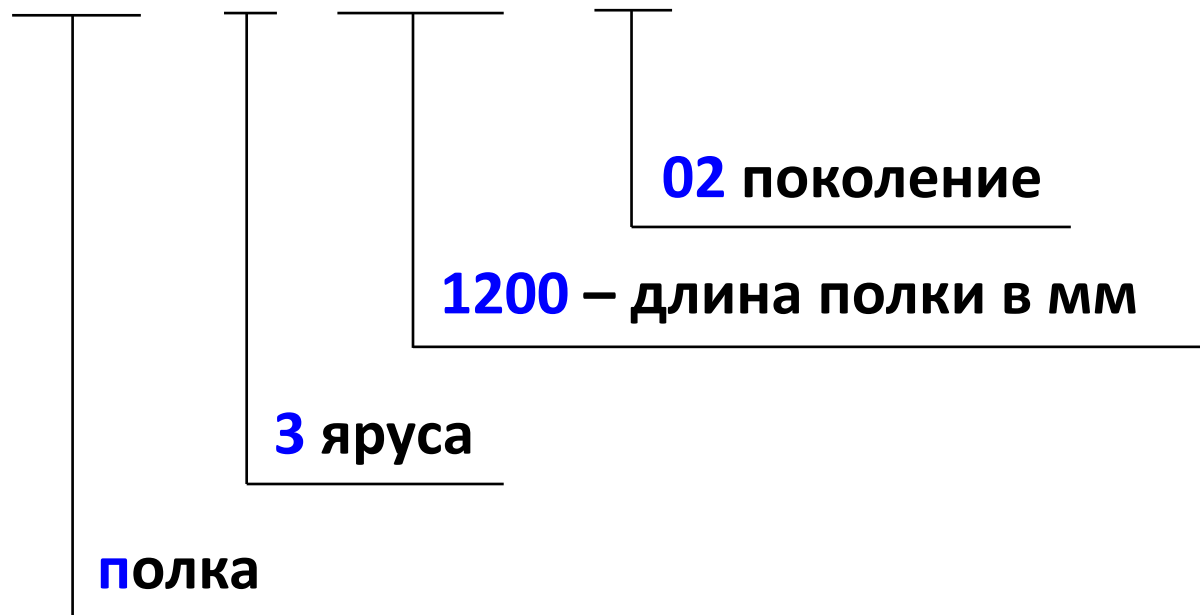 02 поколение
1200 – длина полки в мм
3 яруса
полка